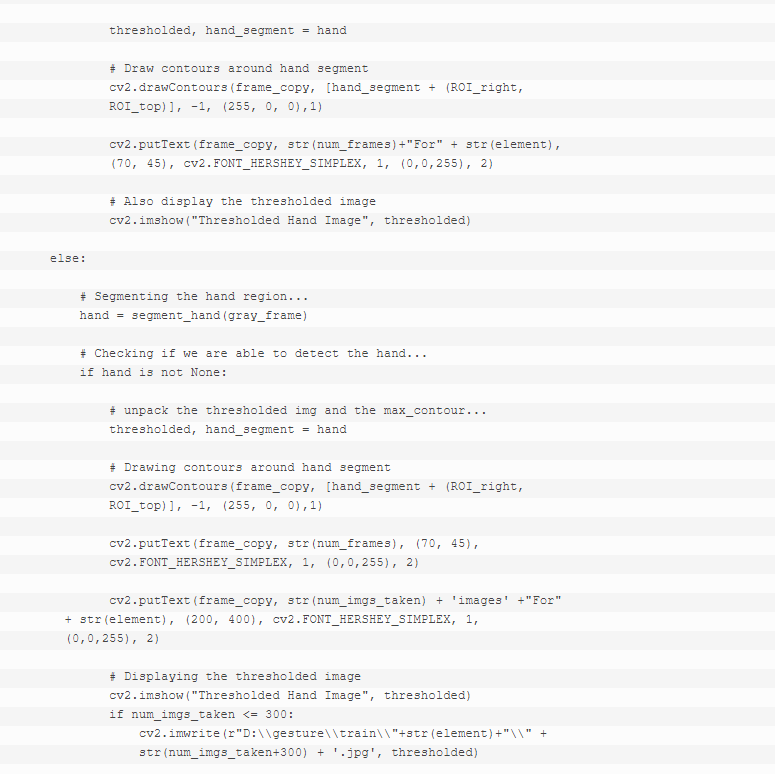 thresholded, hand_segment = hand
# Draw contours around hand segment
cv2.drawContours(frame_copy, [hand_segment + (ROI_right,
ROI_top)], -1, (255, 0, 0),1)
cv2.putText(frame_copy, str(num_frames)+"For" + str(element),
(70, 45), cv2.FONT_HERSHEY_SIMPLEX, 1, (0,0,255), 2)
# Also display the thresholded image
cv2.imshow("Thresholded Hand Image", thresholded)
else:
# Segmenting the hand region...
hand = segment_hand(gray_frame)
# Checking if we are able to detect the hand...
if hand is not None:
# unpack the thresholded img and the max_contour...
thresholded, hand_segment = hand
# Drawing contours around hand segment
cv2.drawContours(frame_copy, [hand_segment + (ROI_right,
ROI_top)], -1, (255, 0, 0),1)
cv2.putText(frame_copy, str(num_frames), (70, 45),
cv2.FONT_HERSHEY_SIMPLEX, 1, (0,0,255), 2)
cv2.putText(frame_copy, str(num_imgs_taken) + 'images' +"For"
+ str(element), (200, 400), cv2.FONT_HERSHEY_SIMPLEX, 1,
(0,0,255), 2)
# Displaying the thresholded image
cv2.imshow("Thresholded Hand Image", thresholded)
if num_imgs_taken <= 300:
cv2.imwrite(r"D:\\gesture\\train\\"+str(element)+"\\" +
str(num_imgs_taken+300) + '.jpg', thresholded)